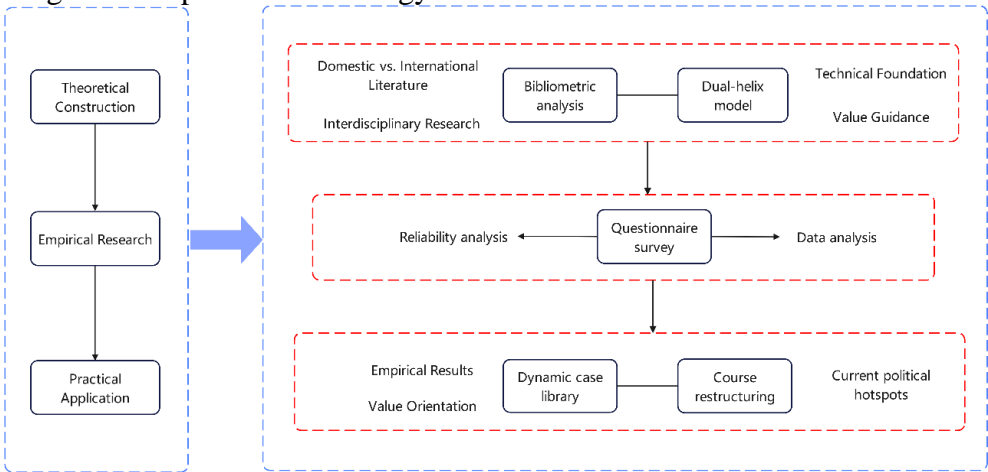 Theoretical
Construction
Empirical Research
Practical
Application
Domestic vs. International
Literature
Interdisciplinary Research
Bibliometric
analysis
Dual-helix
model
Technical Foundation
Value Guidance
Reliability analysis
Questionnaire
survey
Data analysis
Empirical Results
Value Orientation
Dynamic case
library
Course
restructuring
Current political
hotspots